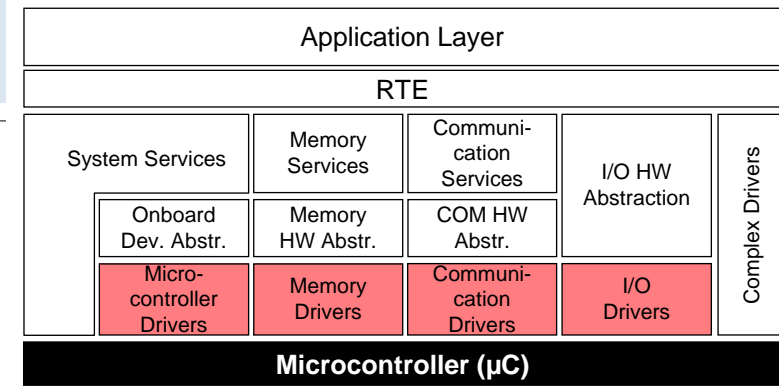 Application Layer
RTE
System Services
Memory
Services
Communi-
cation
Services
I/O HW
Abstraction
Complex Drivers
Onboard
Dev. Abstr.
Memory
HW Abstr.
COM HW
Abstr.
Micro-
controller
Drivers
Memory
Drivers
Communi-
cation
Drivers
I/O
Drivers
Microcontroller (µC)